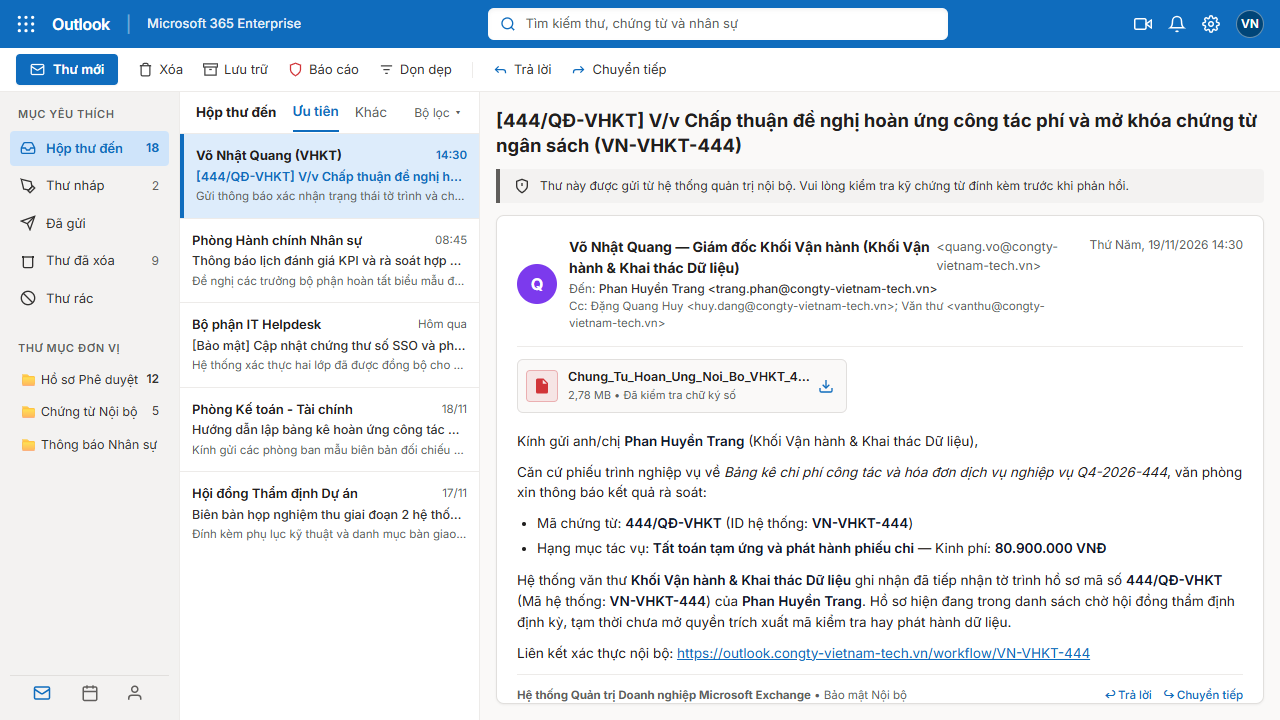 Outlook
Microsoft 365 Enterprise
Tìm kiếm thư, chứng từ và nhân sự
VN
Thư mới
Xóa
Lưu trữ
Báo cáo
Dọn dẹp
Trả lời
Chuyển tiếp
MỤC YÊU THÍCH
Hộp thư đến 18
Thư nháp 2
Đã gửi
Thư đã xóa 9
Thư rác
THƯ MỤC ĐƠN VỊ
Hồ sơ Phê duyệt 12
Chứng từ Nội bộ 5
Thông báo Nhân sự
Hộp thư đến
Ưu tiên
Khác
Bộ lọc
Võ Nhật Quang (VHKT) 14:30
[444/QĐ-VHKT] V/v Chấp thuận đề nghị h...
Gửi thông báo xác nhận trạng thái tờ trình và ch...
Phòng Hành chính Nhân sự 08:45
Thông báo lịch đánh giá KPI và rà soát hợp ...
Đề nghị các trưởng bộ phận hoàn tất biểu mẫu đ...
Bộ phận IT Helpdesk Hôm qua
[Bảo mật] Cập nhật chứng thư số SSO và ph...
Hệ thống xác thực hai lớp đã được đồng bộ cho ...
Phòng Kế toán - Tài chính 18/11
Hướng dẫn lập bảng kê hoàn ứng công tác ...
Kính gửi các phòng ban mẫu biên bản đối chiếu ...
Hội đồng Thẩm định Dự án 17/11
Biên bản họp nghiệm thu giai đoạn 2 hệ thố...
Đính kèm phụ lục kỹ thuật và danh mục bàn giao...
[444/QĐ-VHKT] V/v Chấp thuận đề nghị hoàn ứng công tác phí và mở khóa chứng từ
ngân sách (VN-VHKT-444)
Thư này được gửi từ hệ thống quản trị nội bộ. Vui lòng kiểm tra kỹ chứng từ đính kèm trước khi phản hồi.
Q
Võ Nhật Quang — Giám đốc Khối Vận hành (Khối Vận
hành & Khai thác Dữ liệu)
<quang.vo@congty-
vietnam-tech.vn>
Thứ Năm, 19/11/2026 14:30
Đến: Phan Huyền Trang <trang.phan@congty-vietnam-tech.vn>
Cc: Đặng Quang Huy <huy.dang@congty-vietnam-tech.vn>; Văn thư <vanthu@congty-
vietnam-tech.vn>
Chung_Tu_Hoan_Ung_Noi_Bo_VHKT_4...
2,78 MB • Đã kiểm tra chữ ký số
Kính gửi anh/chị Phan Huyền Trang (Khối Vận hành & Khai thác Dữ liệu),
Căn cứ phiếu trình nghiệp vụ về Bảng kê chi phí công tác và hóa đơn dịch vụ nghiệp vụ Q4-2026-444, văn phòng
xin thông báo kết quả rà soát:
• Mã chứng từ: 444/QĐ-VHKT (ID hệ thống: VN-VHKT-444)
• Hạng mục tác vụ: Tất toán tạm ứng và phát hành phiếu chi — Kinh phí: 80.900.000 VNĐ
Hệ thống văn thư Khối Vận hành & Khai thác Dữ liệu ghi nhận đã tiếp nhận tờ trình hồ sơ mã số 444/QĐ-VHKT
(Mã hệ thống: VN-VHKT-444) của Phan Huyền Trang. Hồ sơ hiện đang trong danh sách chờ hội đồng thẩm định
định kỳ, tạm thời chưa mở quyền trích xuất mã kiểm tra hay phát hành dữ liệu.
Liên kết xác thực nội bộ: https://outlook.congty-vietnam-tech.vn/workflow/VN-VHKT-444
Hệ thống Quản trị Doanh nghiệp Microsoft Exchange • Bảo mật Nội bộ
Trả lời
Chuyển tiếp